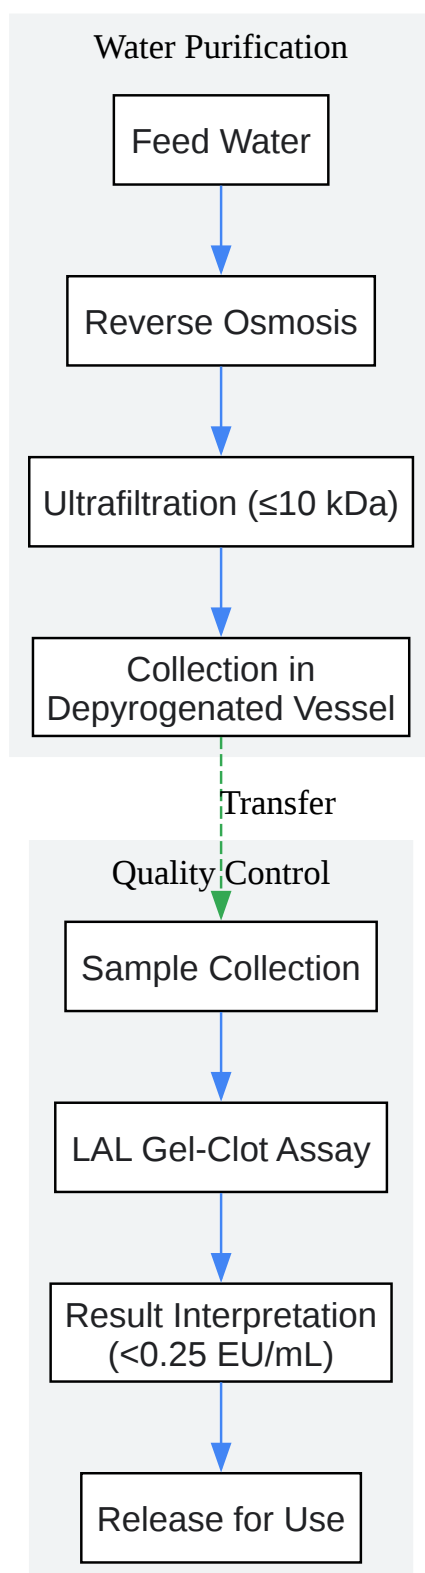 Water Purification
Feed Water
Reverse Osmosis
Ultrafiltration (≤10 kDa)
Collection in
Depyrogenated Vessel
Transfer
Quality Control
Sample Collection
LAL Gel-Clot Assay
Result Interpretation
(<0.25 EU/mL)
Release for Use